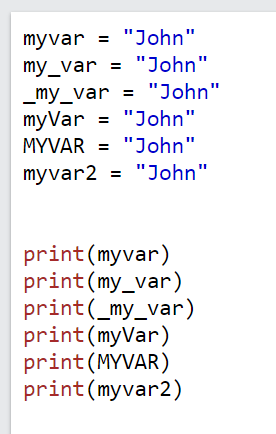 myvar = "John"
my_var = "John"
_my_var = "John"
myVar = "John"
MYVAR = "John"
myvar2 = "John"
print(myvar)
print(my_var)
print(_my_var)
print(myVar)
print(MYVAR)
print(myvar2)